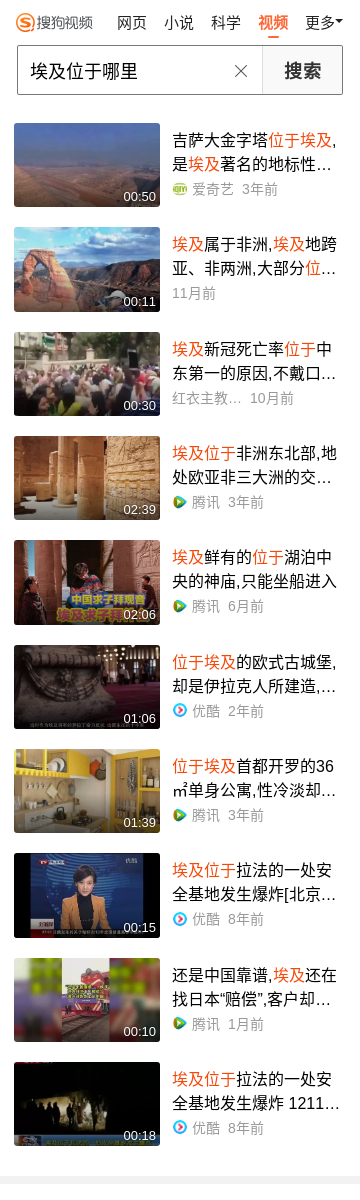 搜狗视频 网页 小说 科学 视频 更多
埃及位于哪里 搜索
吉萨大金字塔位于埃及,
是埃及著名的地标性…
00:50 爱奇艺 3年前
埃及属于非洲,埃及地跨
亚、非两洲,大部分位…
00:11 11月前
埃及新冠死亡率位于中
东第一的原因,不戴口…
00:30 红衣主教… 10月前
埃及位于非洲东北部,地
处欧亚非三大洲的交…
02:39 腾讯 3年前
埃及鲜有的位于湖泊中
央的神庙,只能坐船进入
中国求子拜观音
埃及求子拜
02:06 腾讯 6月前
位于埃及的欧式古城堡,
却是伊拉克人所建造,…
01:06 优酷 2年前
位于埃及首都开罗的36
㎡单身公寓,性冷淡却…
01:39 腾讯 3年前
埃及位于拉法的一处安
全基地发生爆炸[北京…
00:15 优酷 8年前
还是中国靠谱,埃及还在
找日本“赔偿”,客户却…
00:10 腾讯 1月前
埃及位于拉法的一处安
全基地发生爆炸 1211…
00:18 优酷 8年前